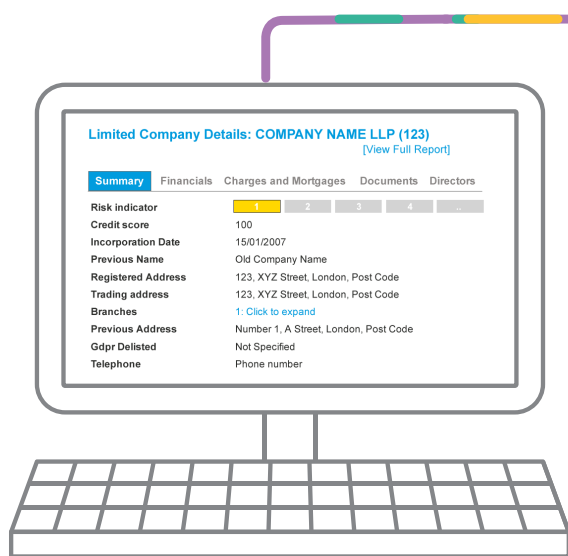 Limited Company Details: COMPANY NAME LLP (123)
[View Full Report]
Summary Financials Charges and Mortgages Documents Directors
Risk indicator 1 2 3 4 ..
Credit score 100
Incorporation Date 15/01/2007
Previous Name Old Company Name
Registered Address 123, XYZ Street, London, Post Code
Trading address 123, XYZ Street, London, Post Code
Branches 1: Click to expand
Previous Address Number 1, A Street, London, Post Code
Gdpr Delisted Not Specified
Telephone Phone number